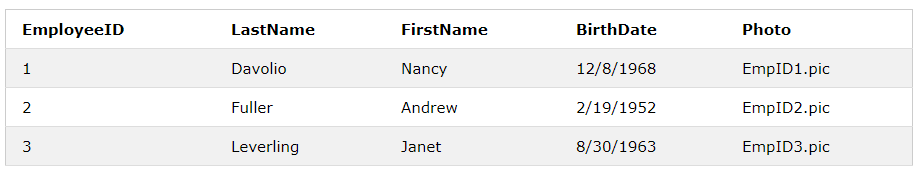 EmployeeID LastName FirstName BirthDate Photo
1 Davolio Nancy 12/8/1968 EmpID1.pic
2 Fuller Andrew 2/19/1952 EmpID2.pic
3 Leverling Janet 8/30/1963 EmpID3.pic